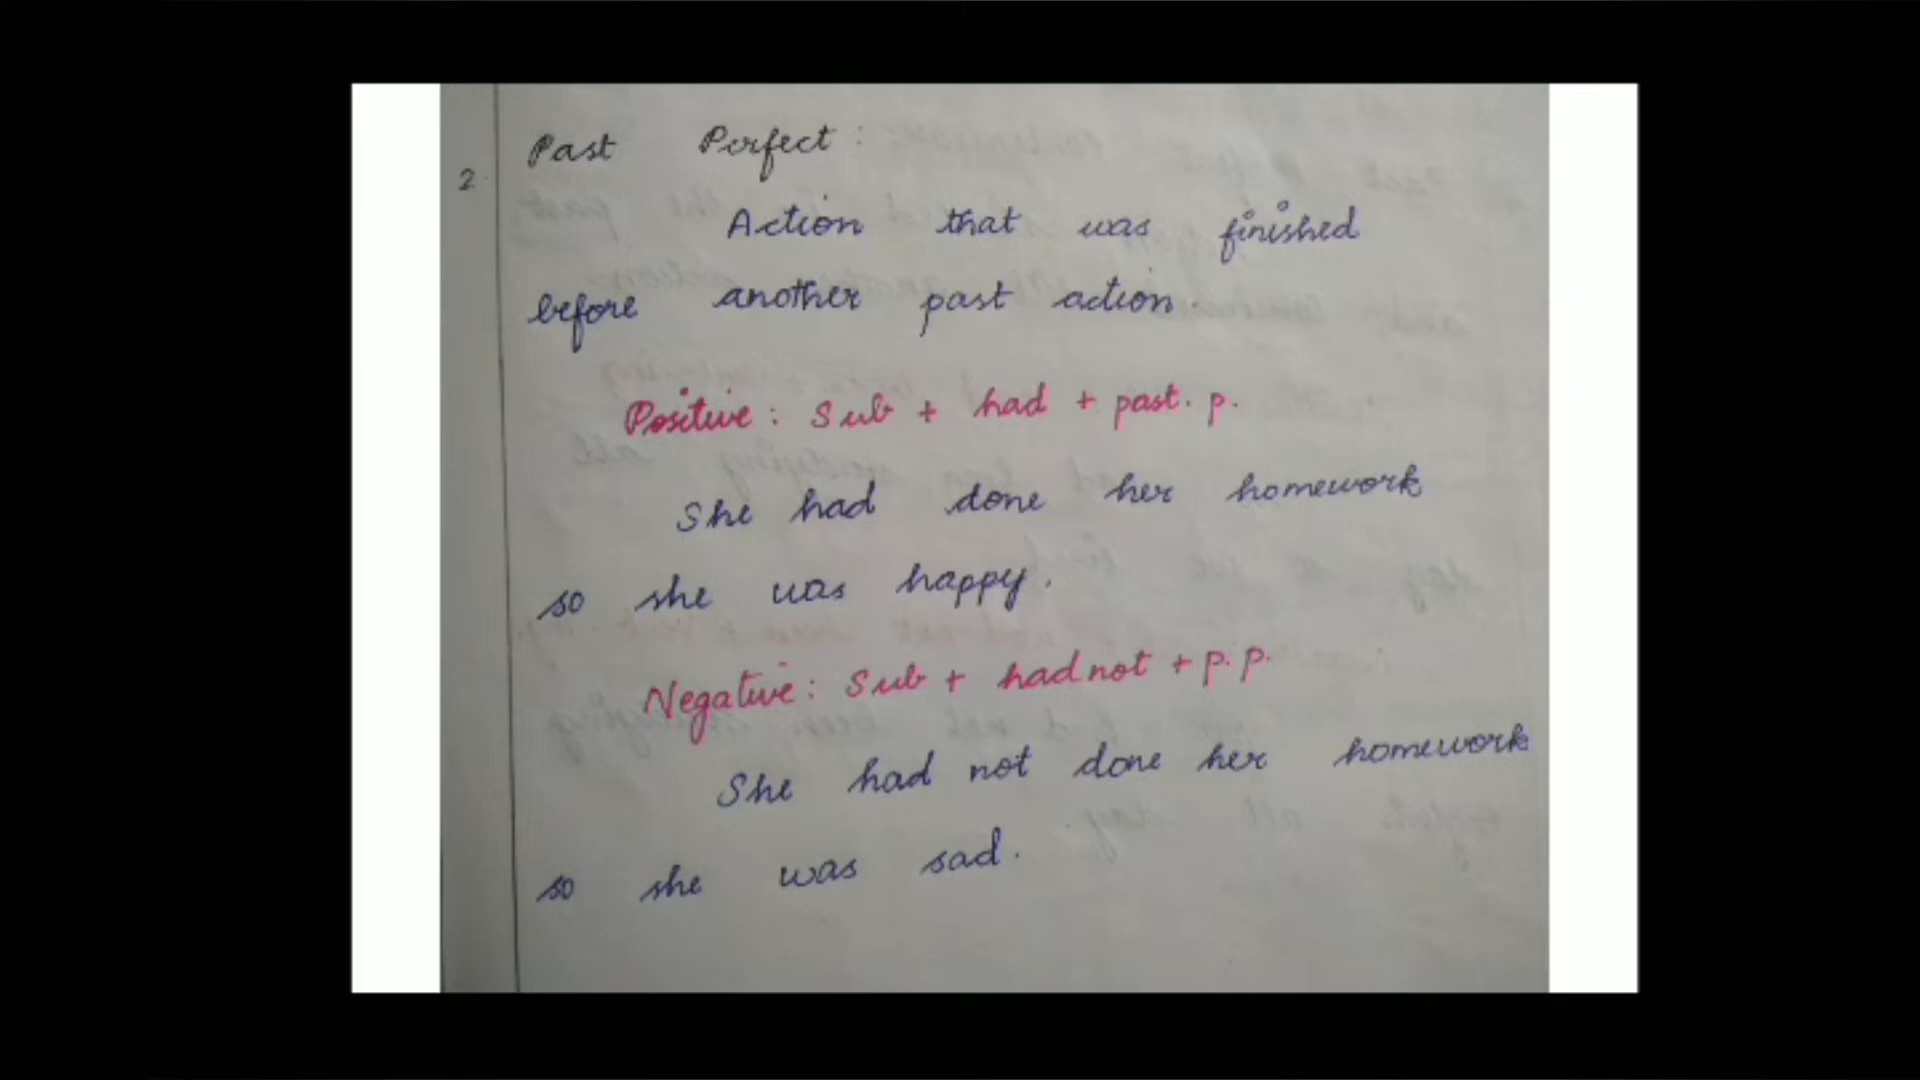 2. Past Perfect:
Action that was finished
before another past action.
Positive: Sub + had + past. p.
She had done her homework
so she was happy.
Negative: Sub + had not + p. p.
She had not done her homework
so she was sad.